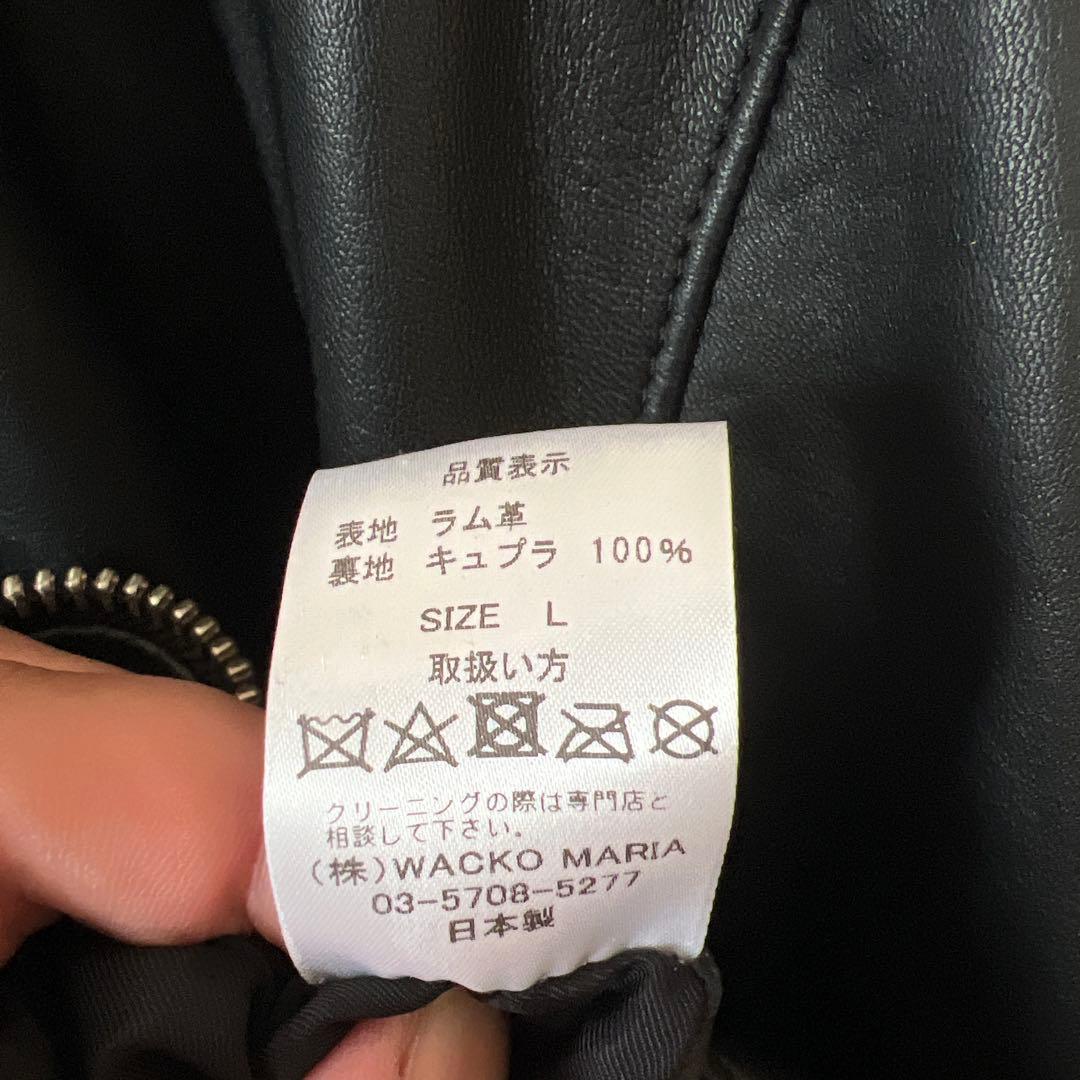 品質表示
表地 ラム革
裏地 キュプラ 100%
SIZE L
取扱い方
クリーニングの際は専門店と
相談して下さい。
(株)WACKO MARIA
03-5708-5277
日本製